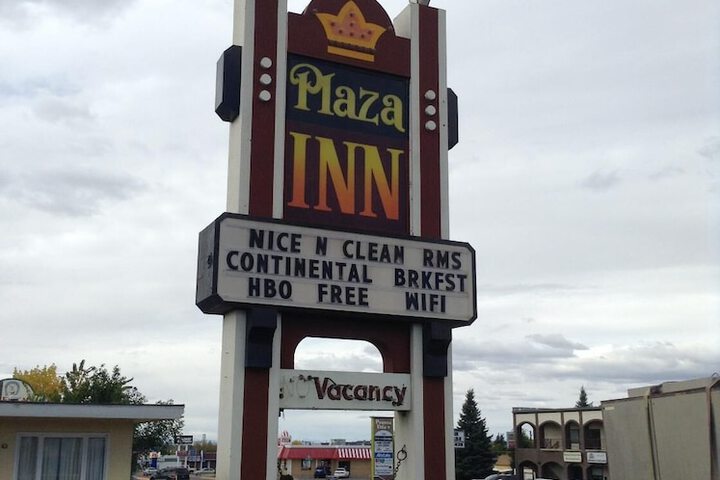 Plaza
INN
NICE N CLEAN RMS
CONTINENTAL BRKFST
HBO FREE WIFI
Vacancy